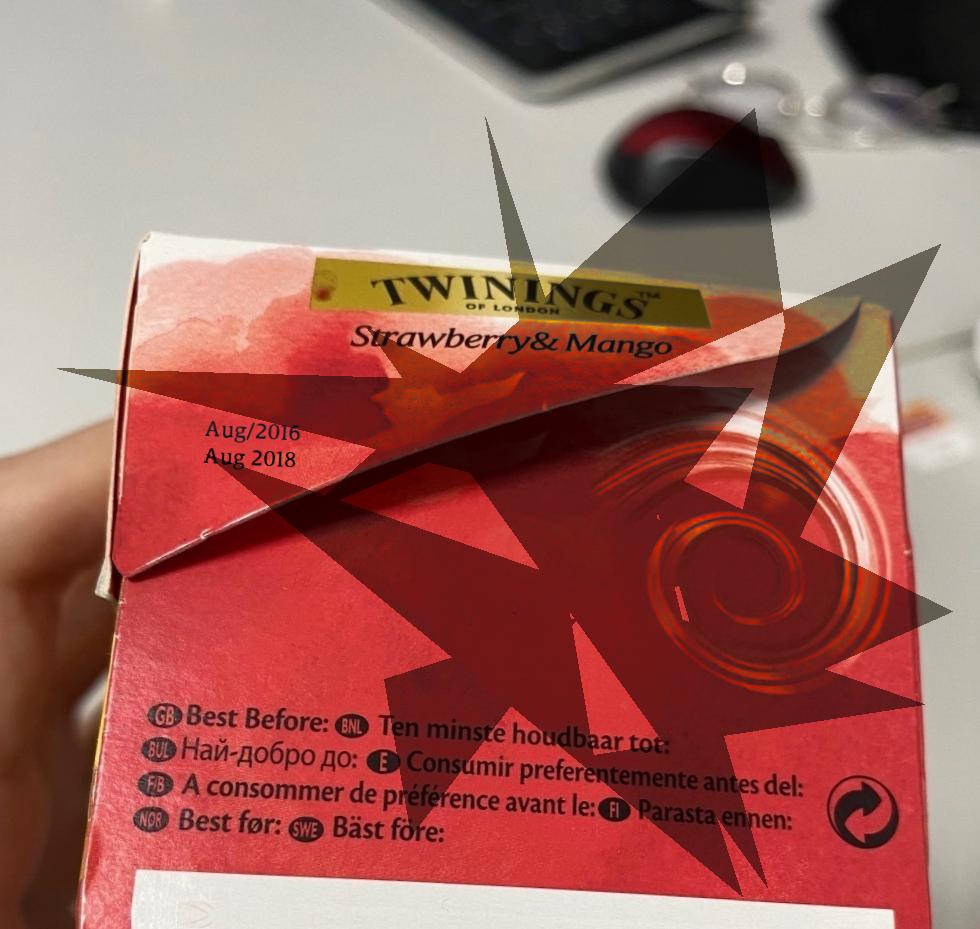 TWININGS™
OF LONDON
Strawberry& Mango
Aug/2016
Aug 2018
GB Best Before: BNL Ten minste houdbaar tot:
BUL Най-добро до: E Consumir preferentemente antes del:
F/B A consommer de préférence avant le: FI Parasta ennen:
NOR Best før: SWE Bäst före: